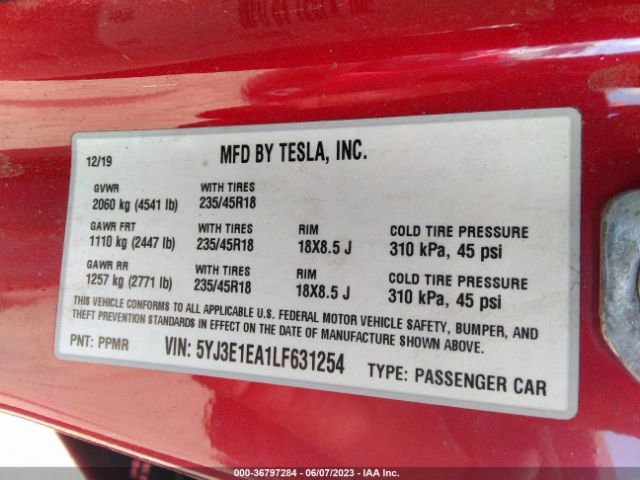 12/19 MFD BY TESLA, INC.
GVWR WITH TIRES
2060 kg (4541 lb) 235/45R18
GAWR FRT WITH TIRES RIM COLD TIRE PRESSURE
1110 kg (2447 lb) 235/45R18 18X8.5 J 310 kPa, 45 psi
GAWR RR WITH TIRES RIM COLD TIRE PRESSURE
1257 kg (2771 lb) 235/45R18 18X8.5 J 310 kPa, 45 psi
THIS VEHICLE CONFORMS TO ALL APPLICABLE U.S. FEDERAL MOTOR VEHICLE SAFETY, BUMPER, AND
THEFT PREVENTION STANDARDS IN EFFECT ON THE DATE OF MANUFACTURE SHOWN ABOVE.
PNT: PPMR VIN: 5YJ3E1EA1LF631254 TYPE: PASSENGER CAR
000-36797284 - 06/07/2023 - IAA Inc.